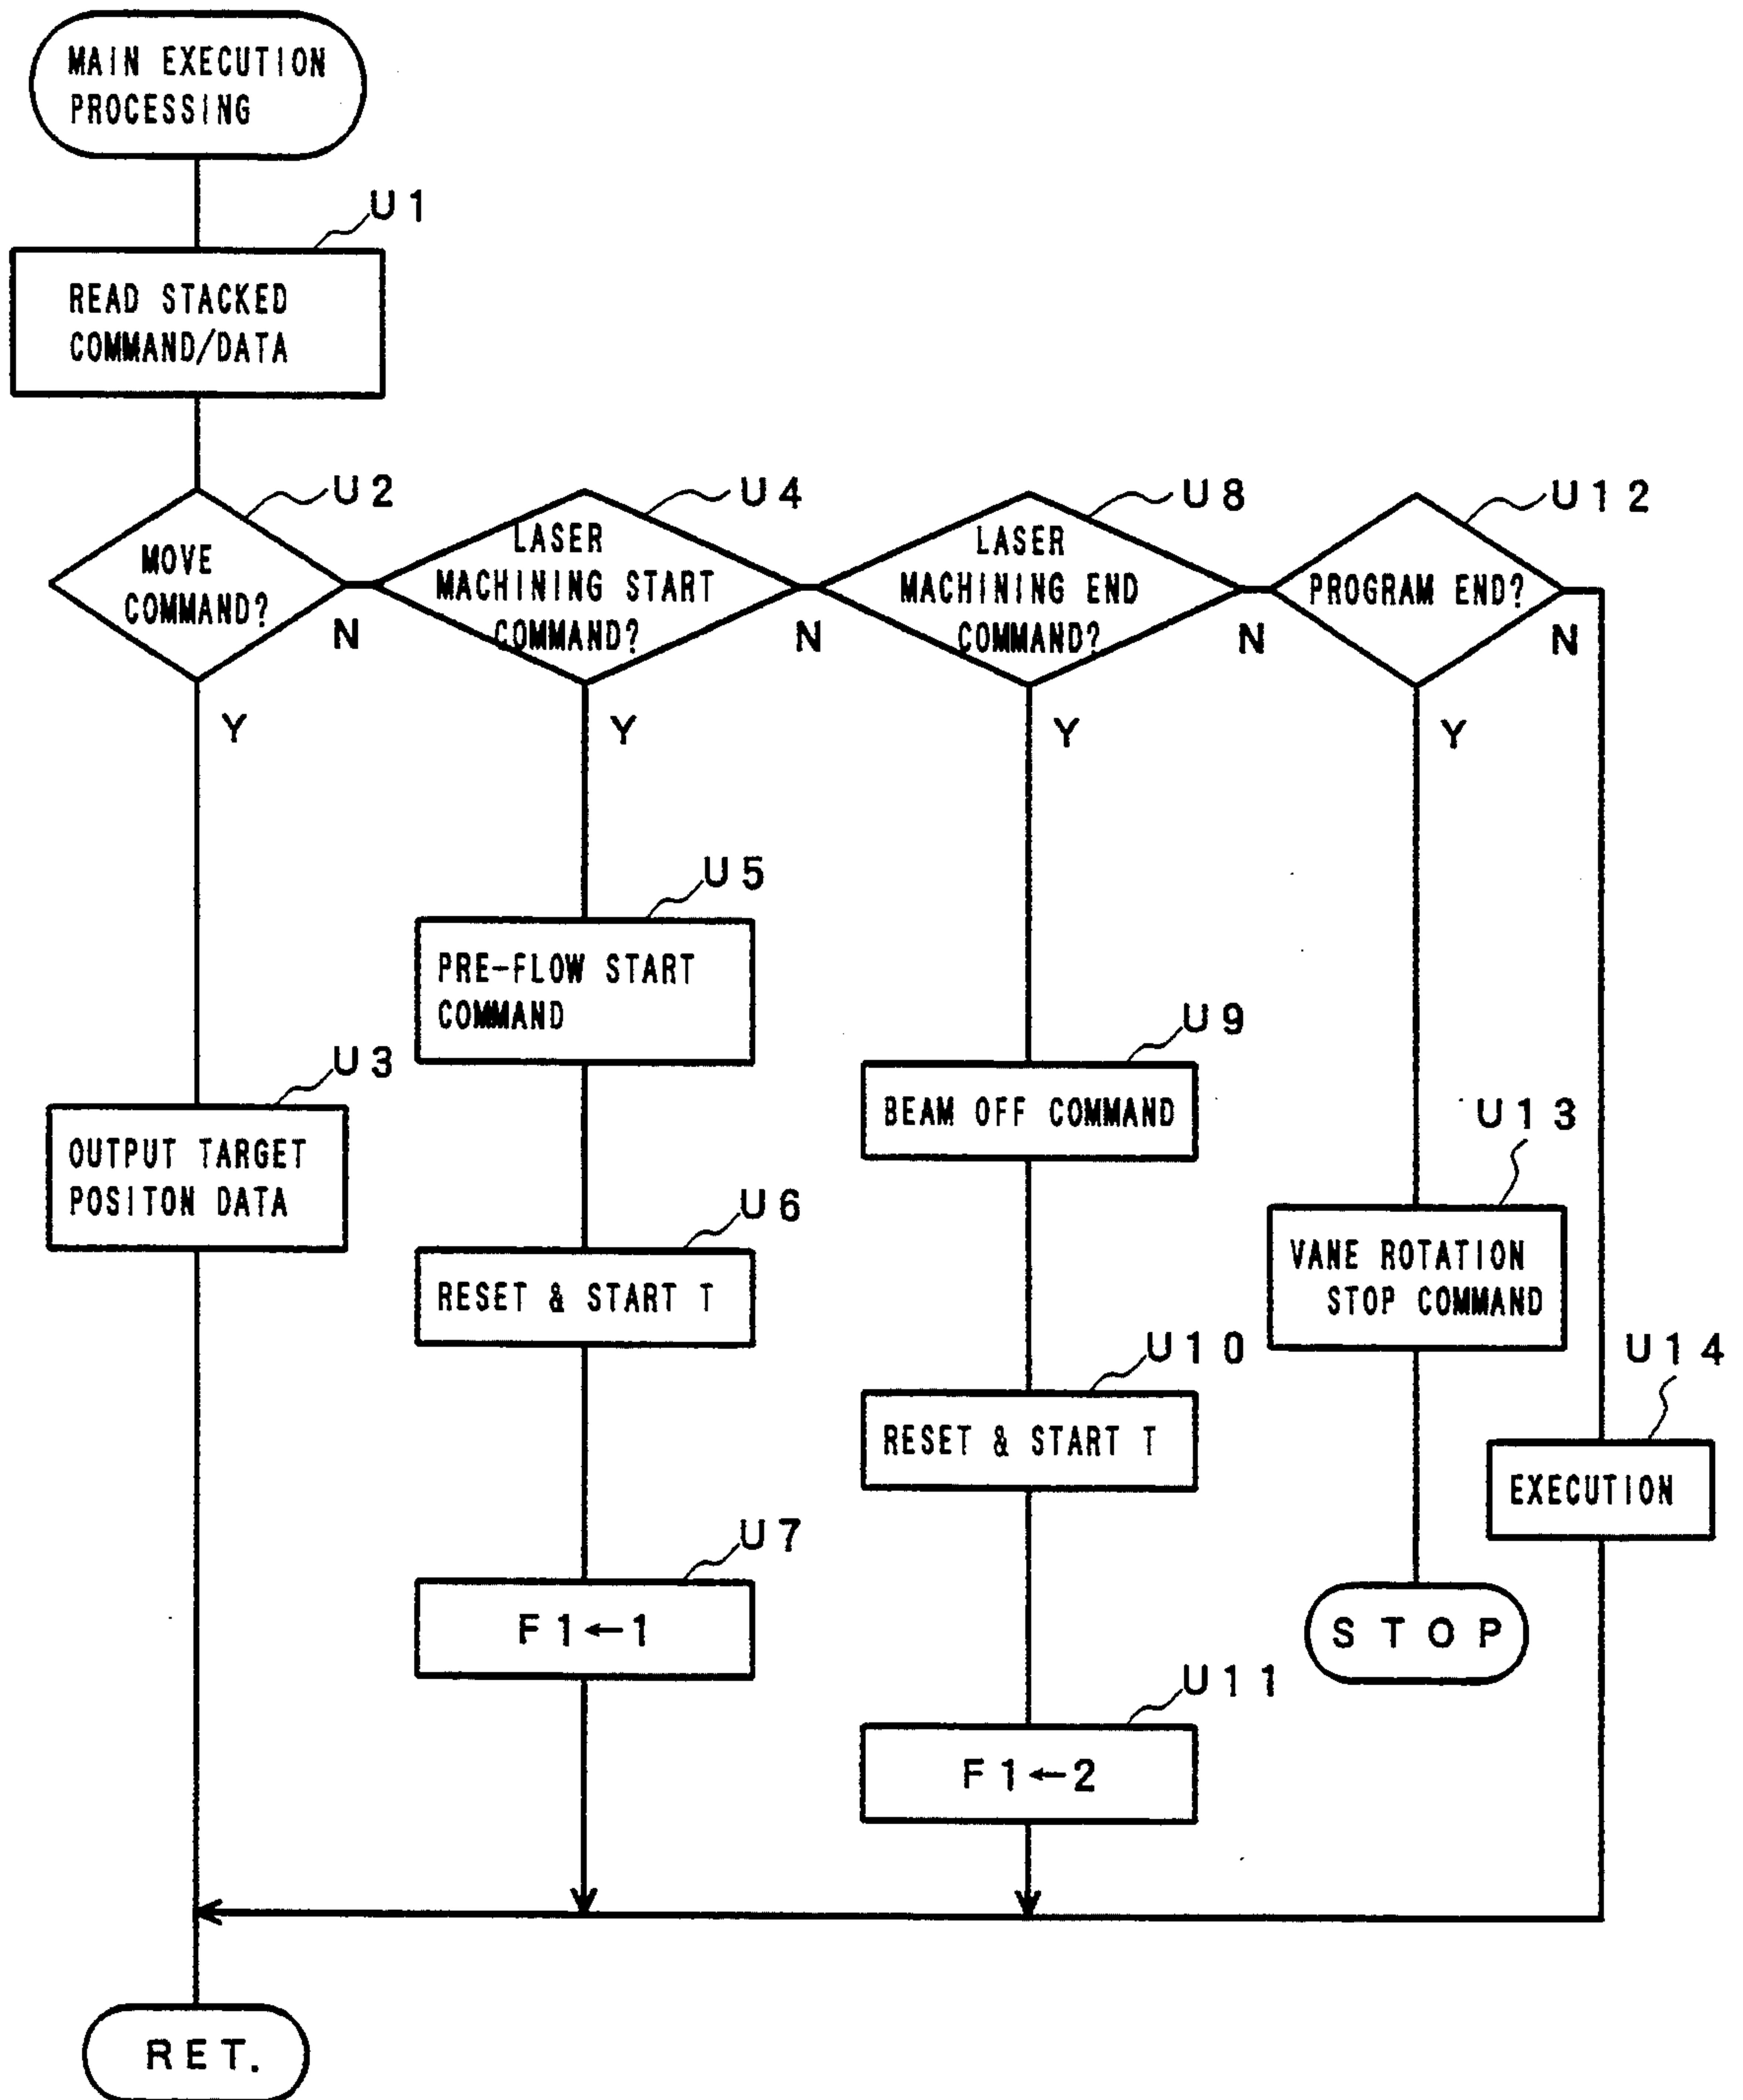 MAIN EXECUTION
PROCESSING
U1
READ STACKED
COMMAND/DATA
U2
MOVE
COMMAND?
N
Y
U4
LASER
MACHINING START
COMMAND?
N
Y
U8
LASER
MACHINING END
COMMAND?
N
Y
U12
PROGRAM END?
N
Y
U3
OUTPUT TARGET
POSITON DATA
U5
PRE-FLOW START
COMMAND
U6
RESET & START T
U7
F1←1
U9
BEAM OFF COMMAND
U10
RESET & START T
U11
F1←2
U13
VANE ROTATION
STOP COMMAND
STOP
U14
EXECUTION
RET.